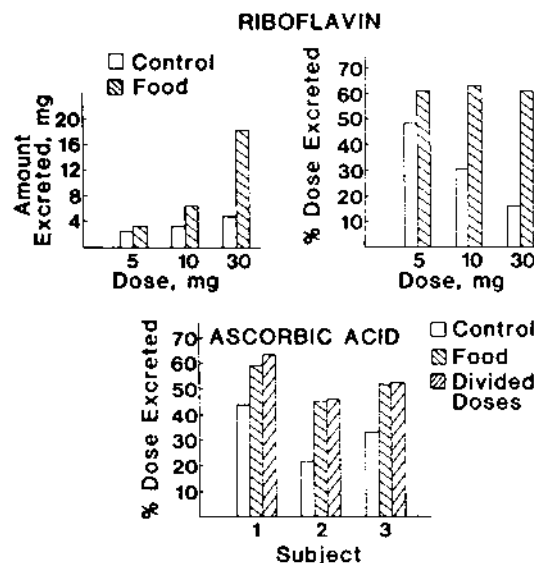 RIBOFLAVIN
Control
Food
Amount
Excreted, mg
20
16
12
8
4
5 10 30
Dose, mg
% Dose Excreted
70
60
50
40
30
20
10
5 10 30
Dose, mg
ASCORBIC ACID
Control
Food
Divided
Doses
% Dose Excreted
70
60
50
40
30
20
10
1 2 3
Subject